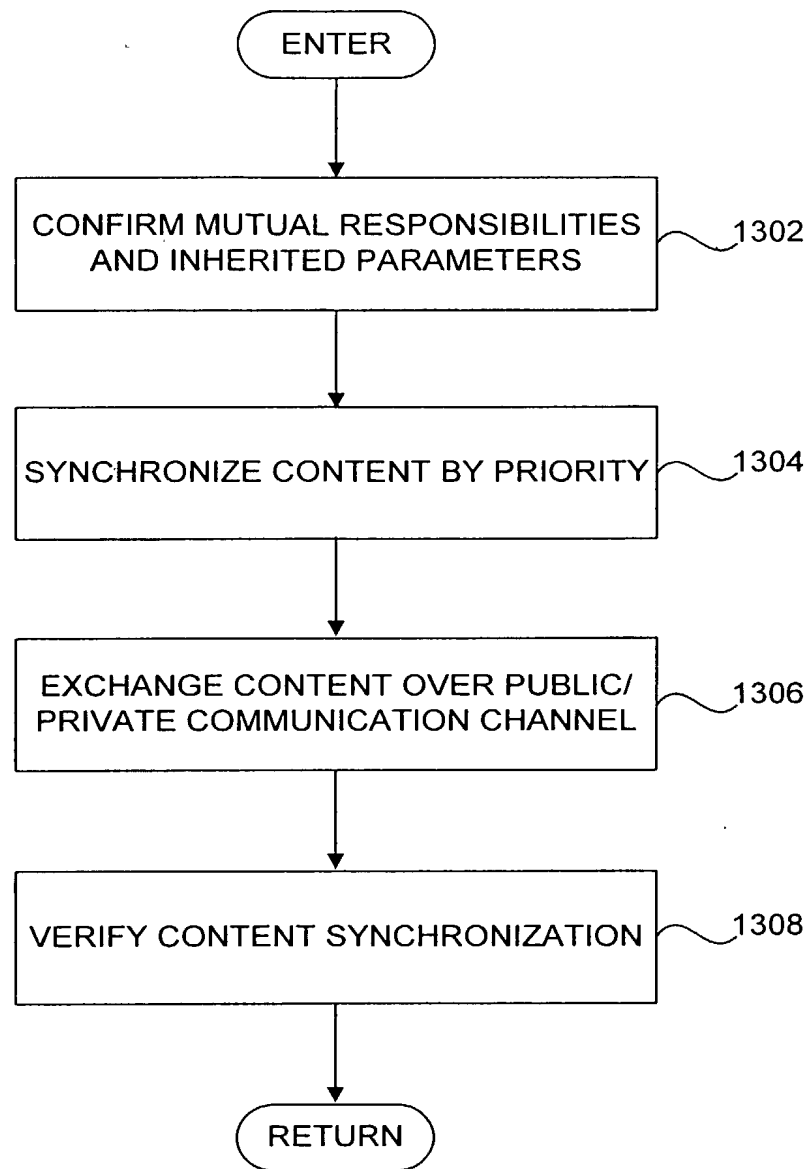 ENTER
CONFIRM MUTUAL RESPONSIBILITIES
AND INHERITED PARAMETERS
1302
SYNCHRONIZE CONTENT BY PRIORITY
1304
EXCHANGE CONTENT OVER PUBLIC/
PRIVATE COMMUNICATION CHANNEL
1306
VERIFY CONTENT SYNCHRONIZATION
1308
RETURN